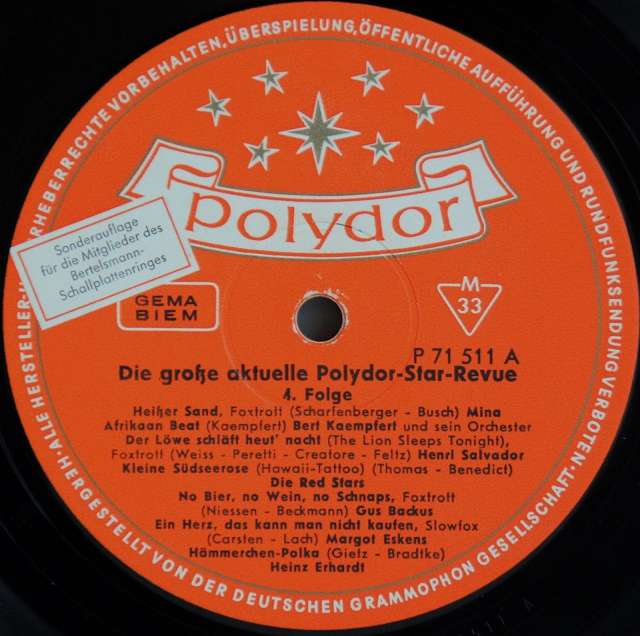 ·ALLE HERSTELLER-U
RHEBERRECHTE VORBEHALTEN, ÜBERSPIELUNG, ÖFFENTLICHE AUFFÜHRUNG UND RUNDFUNKSENDUNG VERBOTEN·
polydor
Sonderauflage
für die Mitglieder des
Bertelsmann-
Schallplattenringes
GEMA
BIEM
M
33
P 71 511 A
Die große aktuelle Polydor-Star-Revue
4. Folge
Heißer Sand, Foxtrott (Scharfenberger - Busch) Mina
Afrikaan Beat (Kaempfert) Bert Kaempfert und sein Orchester
Der Löwe schläft heut' nacht (The Lion Sleeps Tonight),
Foxtrott (Weiss - Peretti - Creatore - Feltz) Henri Salvador
Kleine Südseerose (Hawaii-Tattoo) (Thomas - Benedict)
Die Red Stars
No Bier, no Wein, no Schnaps, Foxtrott
(Niessen - Beckmann) Gus Backus
Ein Herz, das kann man nicht kaufen, Slowfox
(Carsten - Lach) Margot Eskens
Hämmerchen-Polka (Gietz - Bradtke)
Heinz Erhardt
HERGESTELLT VON DER DEUTSCHEN GRAMMOPHON GESELLSCHAFT·